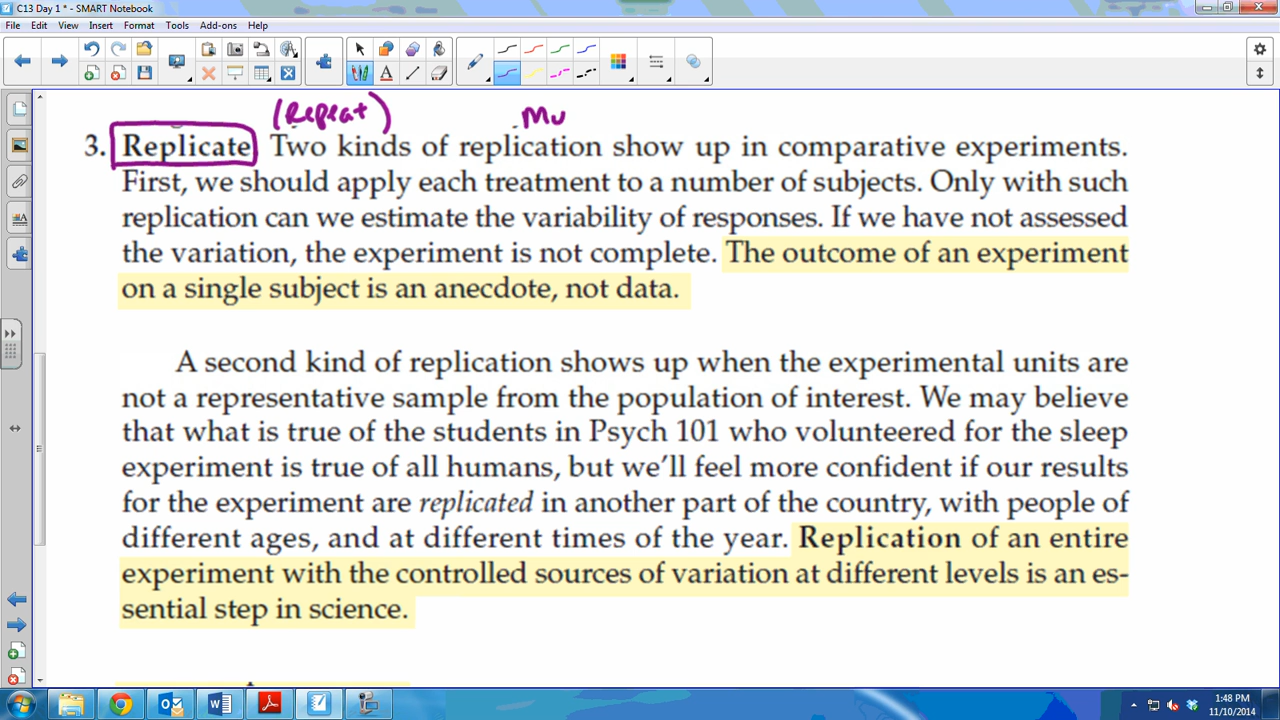 C13 Day 1 * - SMART Notebook
File Edit View Insert Format Tools Add-ons Help
(Repeat)
Mu
3. Replicate Two kinds of replication show up in comparative experiments.
First, we should apply each treatment to a number of subjects. Only with such
replication can we estimate the variability of responses. If we have not assessed
the variation, the experiment is not complete. The outcome of an experiment
on a single subject is an anecdote, not data.
A second kind of replication shows up when the experimental units are
not a representative sample from the population of interest. We may believe
that what is true of the students in Psych 101 who volunteered for the sleep
experiment is true of all humans, but we’ll feel more confident if our results
for the experiment are replicated in another part of the country, with people of
different ages, and at different times of the year. Replication of an entire
experiment with the controlled sources of variation at different levels is an es-
sential step in science.
1:48 PM
11/10/2014